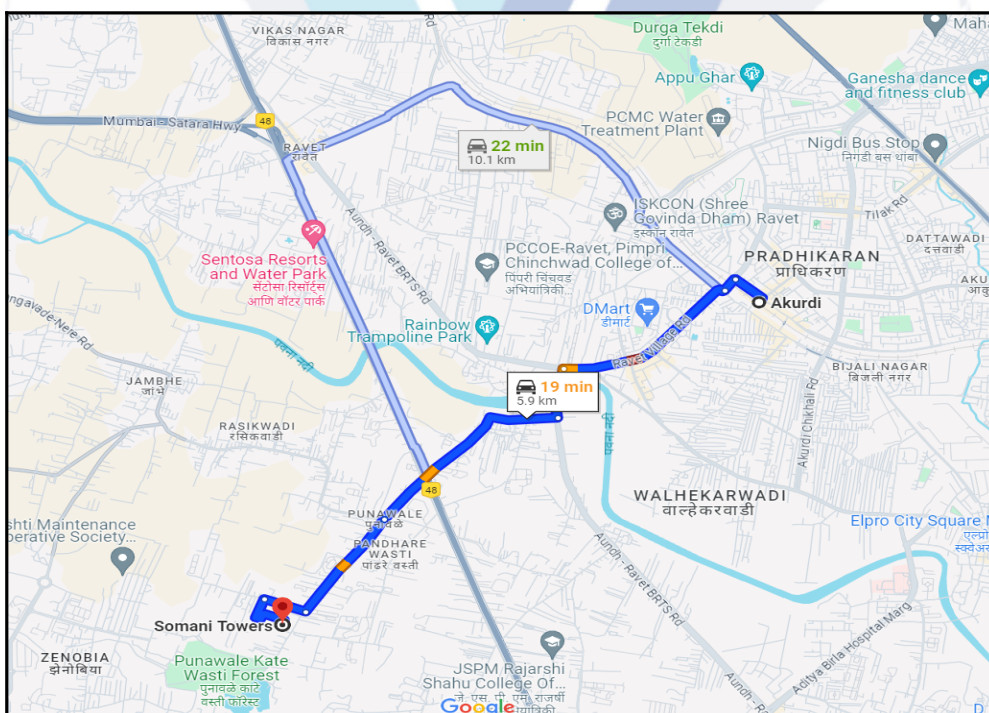 VIKAS NAGAR
विकास नगर
Durga Tekdi
दुर्गा टेकडी
Appu Ghar
Ganesha dance
and fitness club
Mumbai - Satara Hwy
48
PCMC Water
Treatment Plant
22 min
10.1 km
RAVET
रावेत
Nigdi Bus Stop
निगडी बस थांबा
Tilak Rd
ISKCON (Shree
Govinda Dham) Ravet
इस्कॉन रावेत
Aundh - Ravet BRTS Rd
DATTAWADI
दत्तवाडी
PRADHIKARAN
प्राधिकरण
PCCOE-Ravet, Pimpri
Chinchwad College of...
पिंपरी चिंचवड
अभियांत्रिकी...
Sentosa Resorts
and Water Park
सेंटोसा रिसॉर्ट्स
आणि वॉटर पार्क
Akurdi
DMart
डीमार्ट
Rainbow
Trampoline Park
Ravet Village Rd
पवना नदी
BIJALI NAGAR
बिजली नगर
JAMBHE
जांभे
19 min
5.9 km
Akurdi Chikhali Rd
पवना नदी
RASIKWADI
रसिकवाडी
48
WALHEKARWADI
वाल्हेकरवाडी
PUNAWALE
पुनावळे
Elpro City Square
PANDHARE
WASTI
पांढरे वस्ती
Aundh - Ravet BRTS Rd
Somani Towers
ZENOBIA
झेनोबिया
Punawale Kate
Wasti Forest
पुनावळे काटे
वस्ती फॉरेस्ट
JSPM Rajarshi
Shahu College Of...
Aditya Birla Hospital Marg
Google